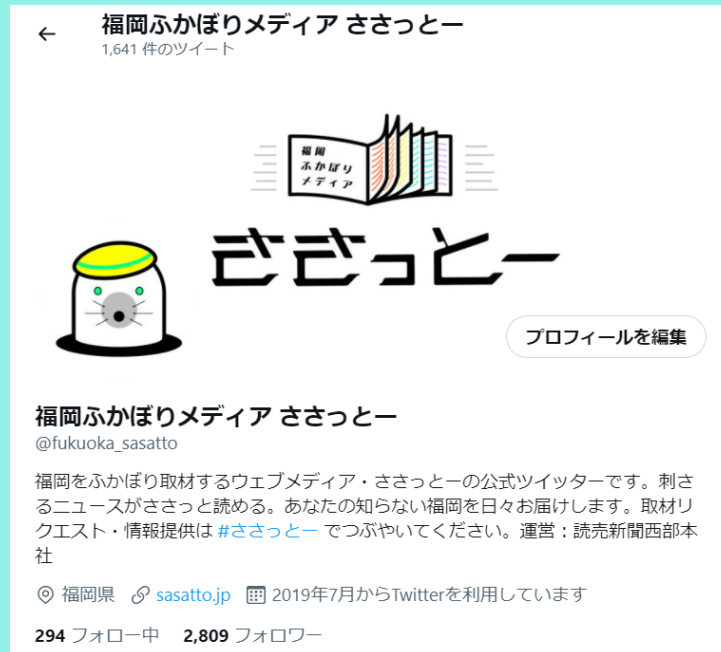 福岡ふかぼりメディア ささっとー
1,641 件のツイート
福岡
ふかぼり
メディア
ささっとー
プロフィールを編集
福岡ふかぼりメディア ささっとー
@fukuoka_sasatto
福岡をふかぼり取材するウェブメディア・ささっとーの公式ツイッターです。刺さ
るニュースがささっと読める。あなたの知らない福岡を日々お届けします。取材リ
クエスト・情報提供は #ささっとー でつぶやいてください。運営：読売新聞西部本
社
福岡県 sasatto.jp 2019年7月からTwitterを利用しています
294 フォロー中 2,809 フォロワー